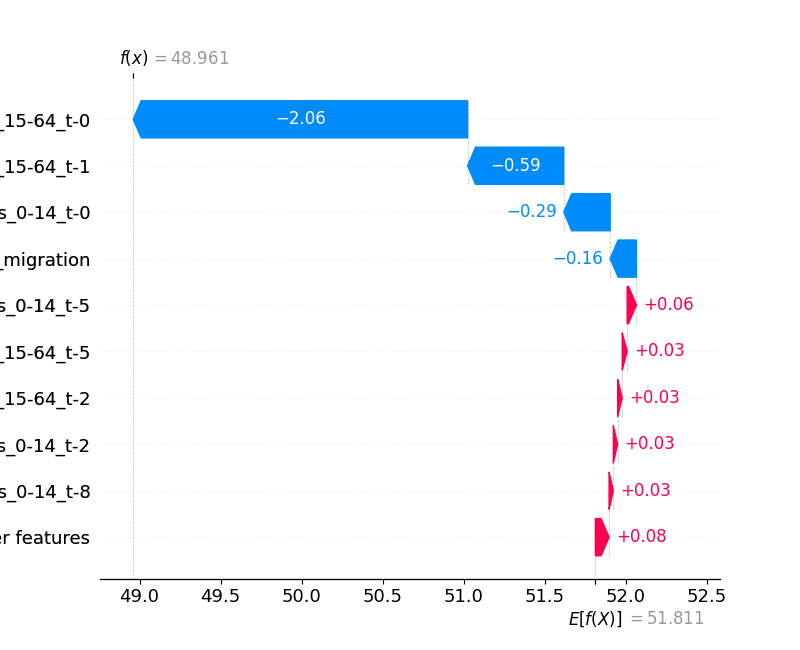 f(x) = 48.961
_15-64_t-0
−2.06
_15-64_t-1
−0.59
s_0-14_t-0
−0.29
_migration
−0.16
s_0-14_t-5
+0.06
_15-64_t-5
+0.03
_15-64_t-2
+0.03
s_0-14_t-2
+0.03
s_0-14_t-8
+0.03
er features
+0.08
49.0 49.5 50.0 50.5 51.0 51.5 52.0 52.5
E[f(X)] = 51.811